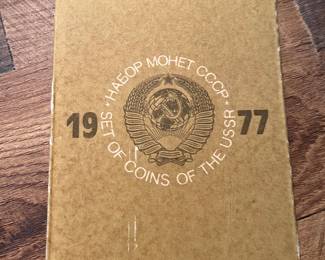 • НАБОР МОНЕТ СССР •
19 77
SET OF COINS OF THE USSR